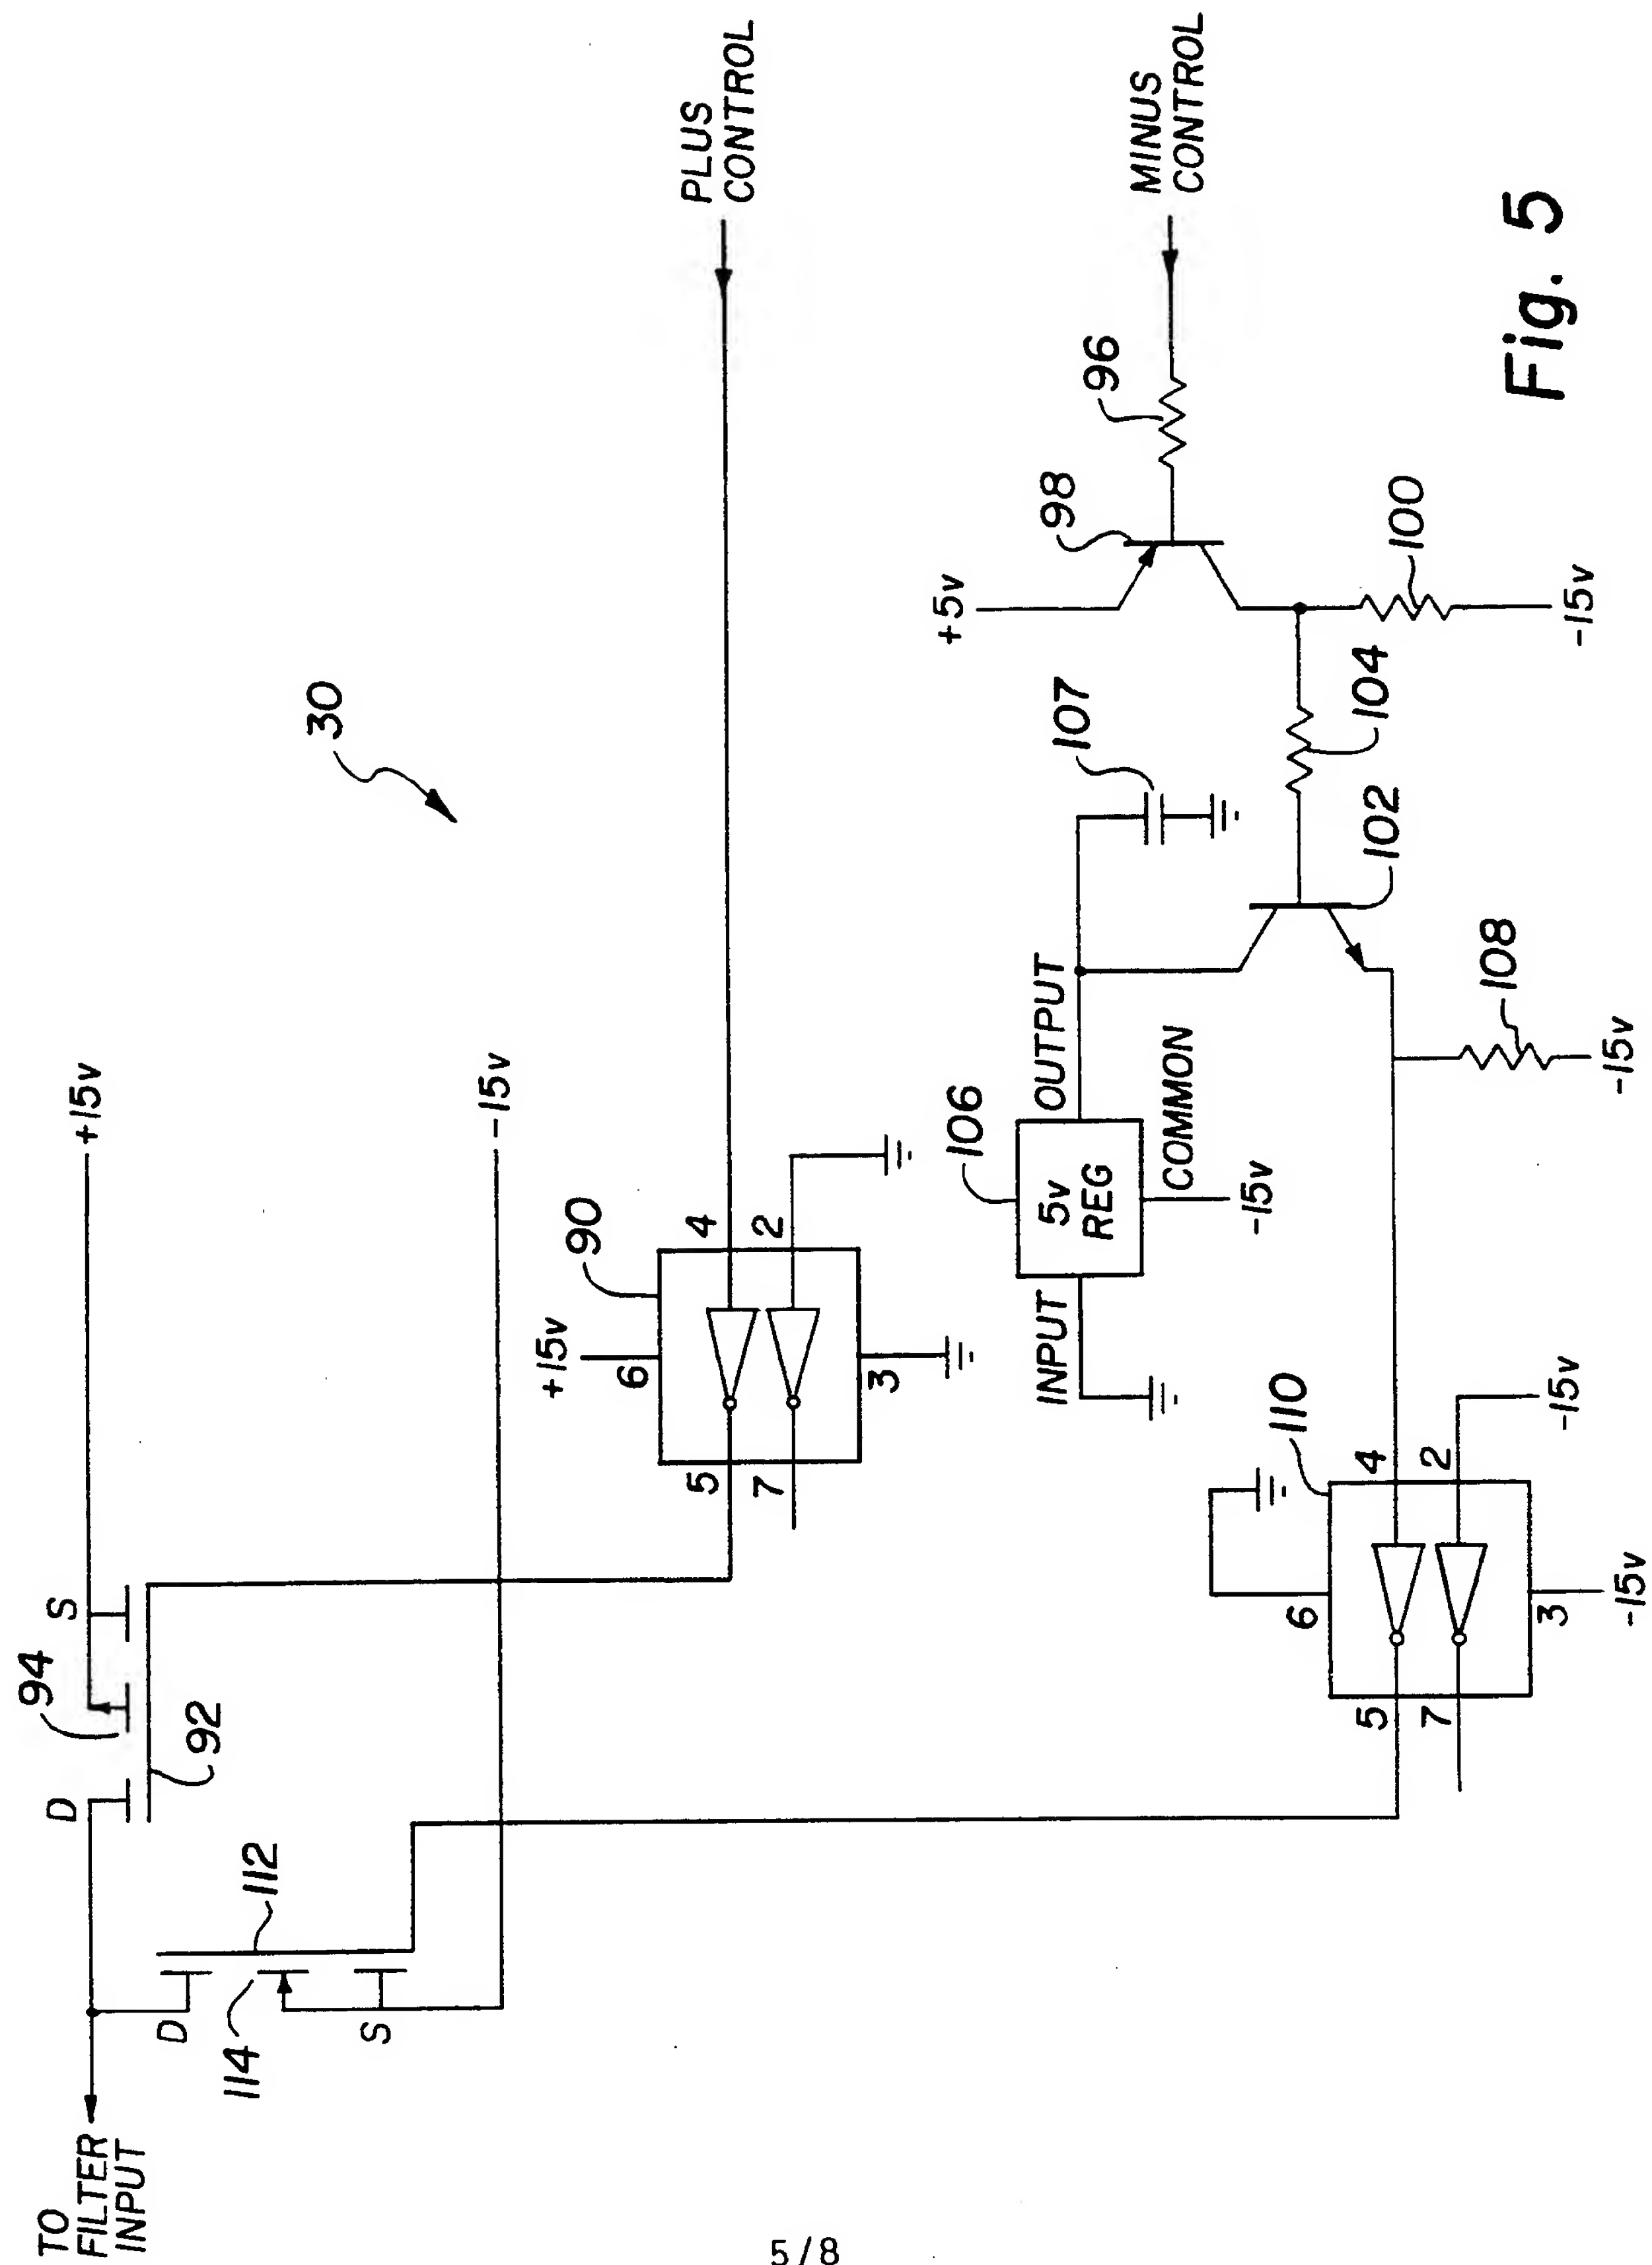 TO
FILTER
INPUT
D
94
S
+15v
92
D
112
114
S
-15v
30
PLUS
CONTROL
+15v
90
6
5
4
7
2
3
+5v
98
96
MINUS
CONTROL
106
INPUT
5v
REG
OUTPUT
107
COMMON
-15v
104
100
-15v
102
108
-15v
110
6
5
4
7
2
-15v
3
-15v
Fig. 5
5/8